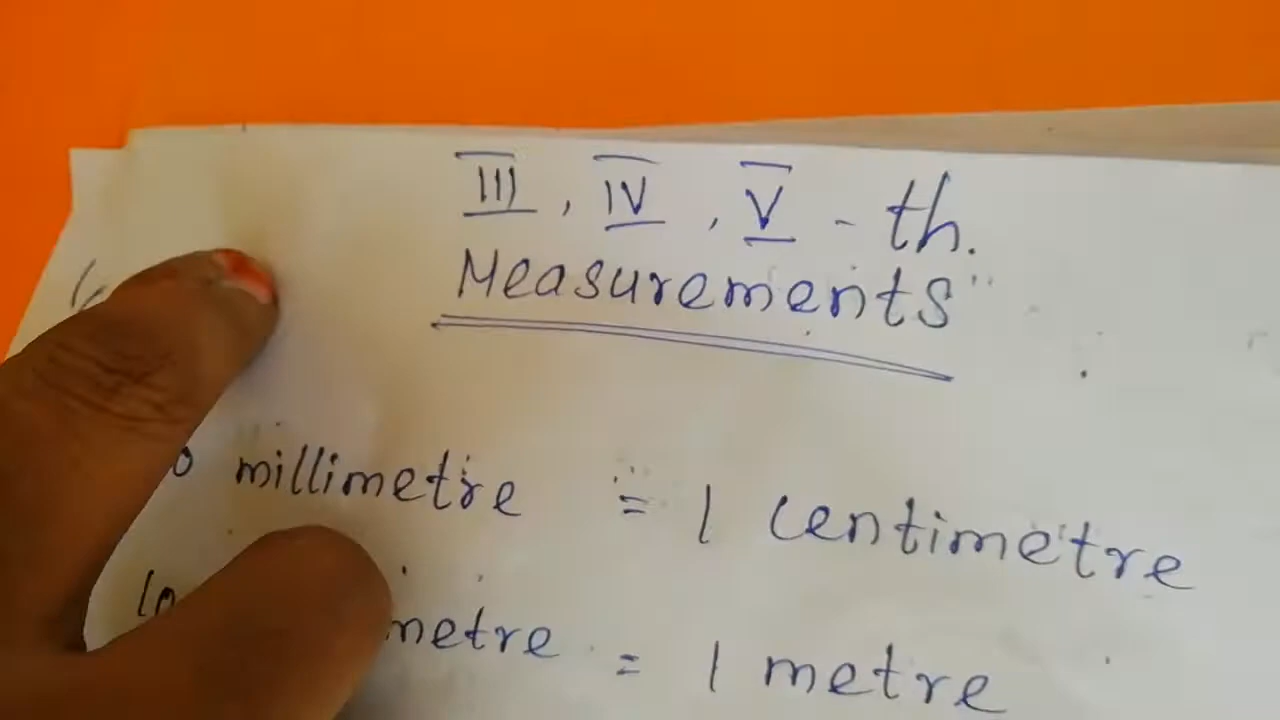 III, IV, V - th.
Measurements
millimetre = 1 centimetre
metre = 1 metre